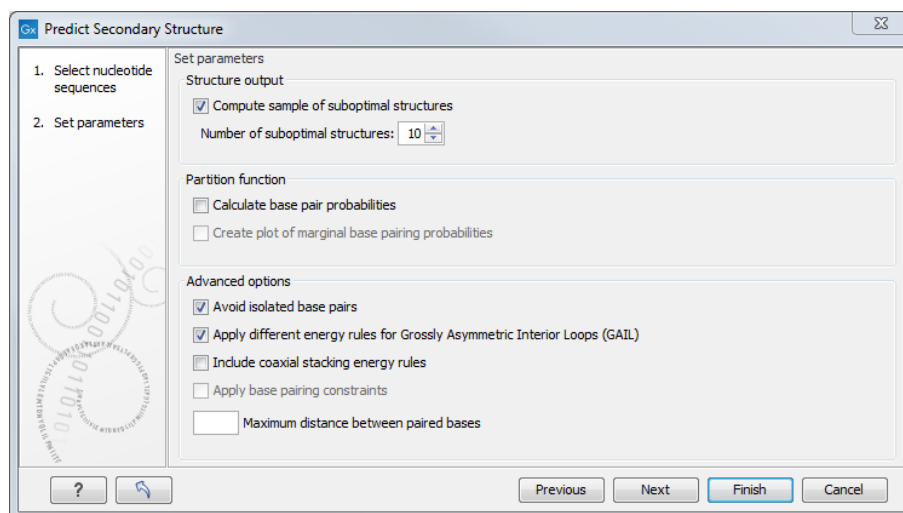 Gx Predict Secondary Structure
1. Select nucleotide
sequences
2. Set parameters
Set parameters
Structure output
Compute sample of suboptimal structures
Number of suboptimal structures: 10
Partition function
Calculate base pair probabilities
Create plot of marginal base pairing probabilities
Advanced options
Avoid isolated base pairs
Apply different energy rules for Grossly Asymmetric Interior Loops (GAIL)
Include coaxial stacking energy rules
Apply base pairing constraints
Maximum distance between paired bases
? Previous Next Finish Cancel